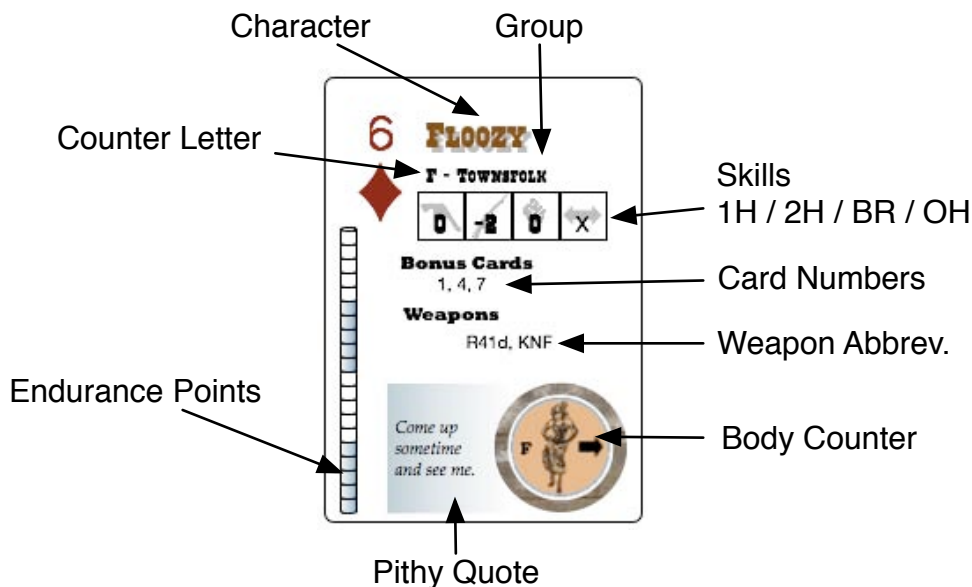 Character
Group
6
FLOOZY
Counter Letter
F - TOWNSFOLK
Skills
1H / 2H / BR / OH
0 -2 0 X
Bonus Cards
1, 4, 7
Card Numbers
Weapons
R41d, KNF
Weapon Abbrev.
Endurance Points
Come up
sometime
and see me.
F
Body Counter
Pithy Quote